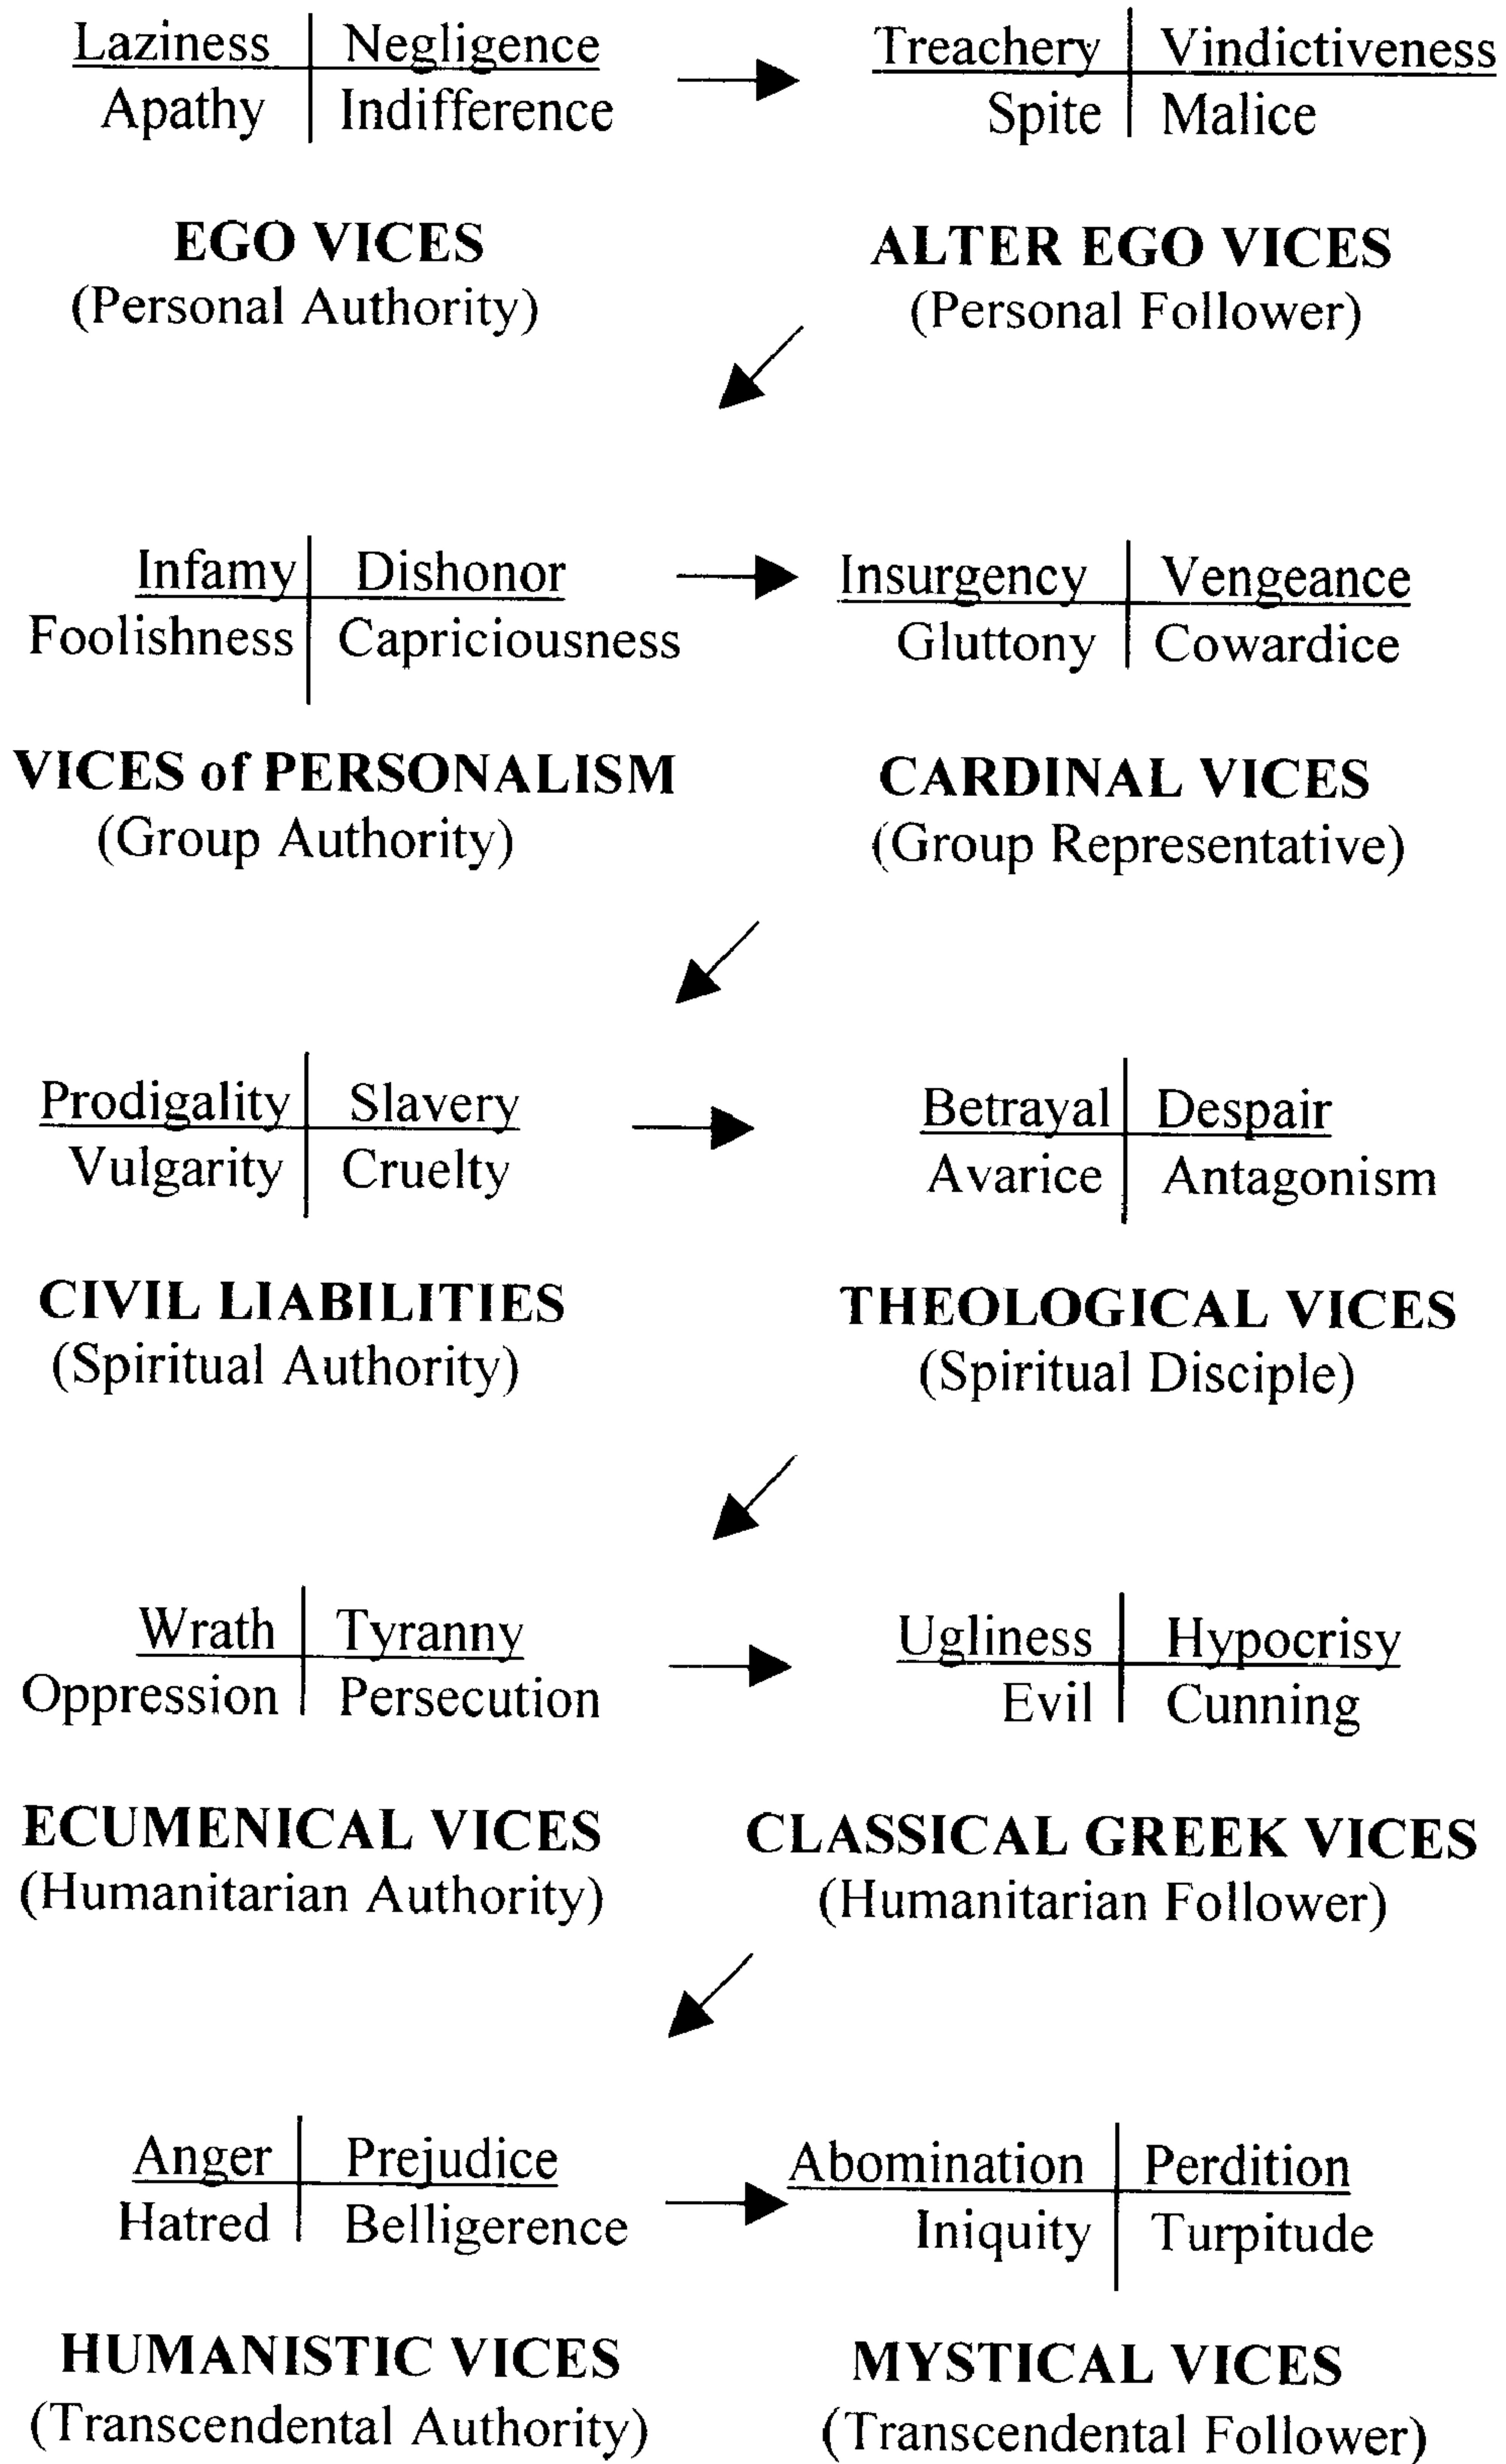 Laziness Negligence
Apathy Indifference
EGO VICES
(Personal Authority)
Treachery Vindictiveness
Spite Malice
ALTER EGO VICES
(Personal Follower)
Infamy Dishonor
Foolishness Capriciousness
VICES of PERSONALISM
(Group Authority)
Insurgency Vengeance
Gluttony Cowardice
CARDINAL VICES
(Group Representative)
Prodigality Slavery
Vulgarity Cruelty
CIVIL LIABILITIES
(Spiritual Authority)
Betrayal Despair
Avarice Antagonism
THEOLOGICAL VICES
(Spiritual Disciple)
Wrath Tyranny
Oppression Persecution
ECUMENICAL VICES
(Humanitarian Authority)
Ugliness Hypocrisy
Evil Cunning
CLASSICAL GREEK VICES
(Humanitarian Follower)
Anger Prejudice
Hatred Belligerence
HUMANISTIC VICES
(Transcendental Authority)
Abomination Perdition
Iniquity Turpitude
MYSTICAL VICES
(Transcendental Follower)